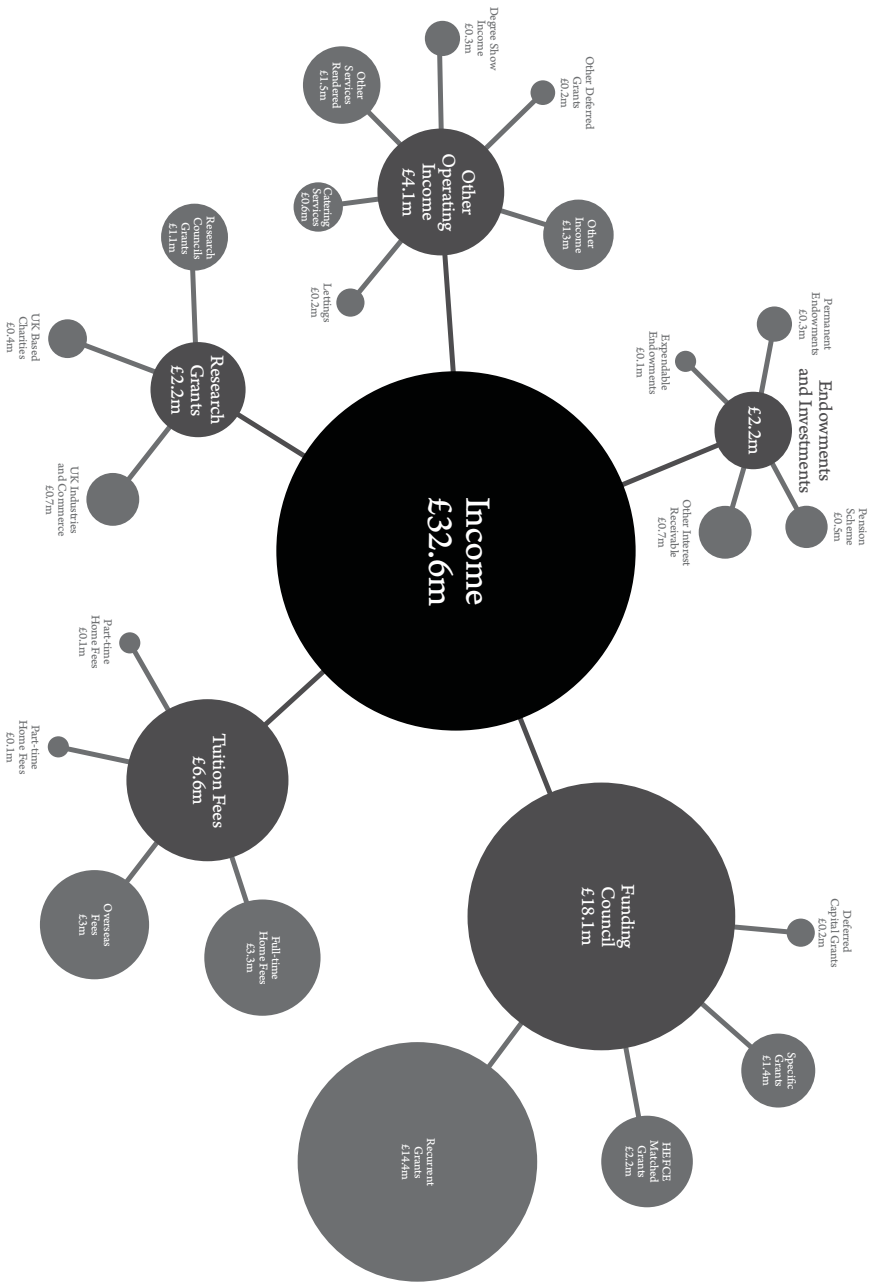 Income
£32.6m
Endowments
and Investments
£2.2m
Permanent
Endowments
£0.3m
Expendable
Endowments
£0.1m
Pension
Scheme
£0.5m
Other Interest
Receivable
£0.7m
Funding
Council
£18.1m
Deferred
Capital Grants
£0.2m
Specific
Grants
£1.4m
HEFCE
Matched
Grants
£2.2m
Recurrent
Grants
£14.4m
Tuition Fees
£6.6m
Full-time
Home Fees
£3.3m
Overseas
Fees
£3m
Part-time
Home Fees
£0.1m
Part-time
Home Fees
£0.1m
Research
Grants
£2.2m
UK Industries
and Commerce
£0.7m
UK Based
Charities
£0.4m
Research
Councils
Grants
£1.1m
Other
Operating
Income
£4.1m
Lettings
£0.2m
Catering
Services
£0.6m
Other
Services
Rendered
£1.5m
Degree Show
Income
£0.3m
Other Deferred
Grants
£0.2m
Other
Income
£1.3m